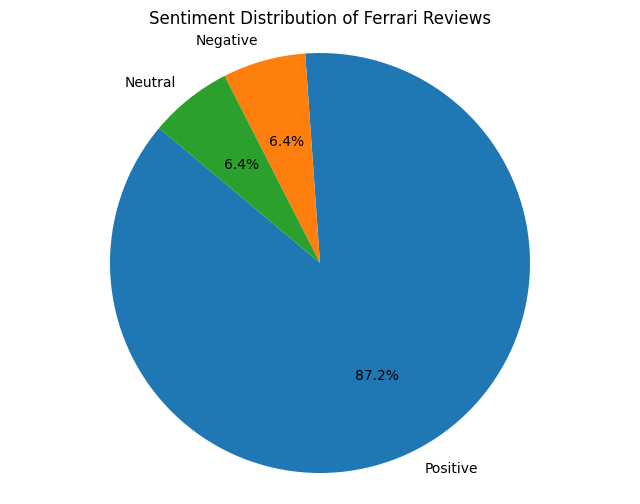 Sentiment Distribution of Ferrari Reviews
Negative
Neutral
6.4%
6.4%
87.2%
Positive